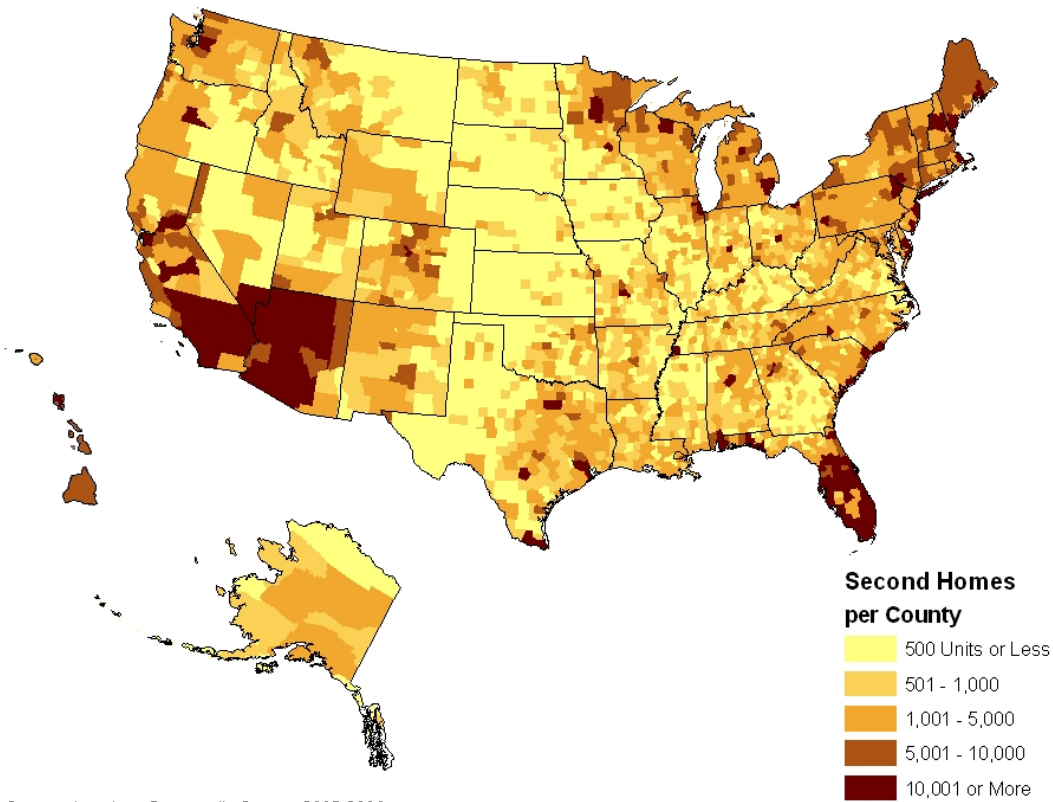 Second Homes
per County
500 Units or Less
501 - 1,000
1,001 - 5,000
5,001 - 10,000
10,001 or More